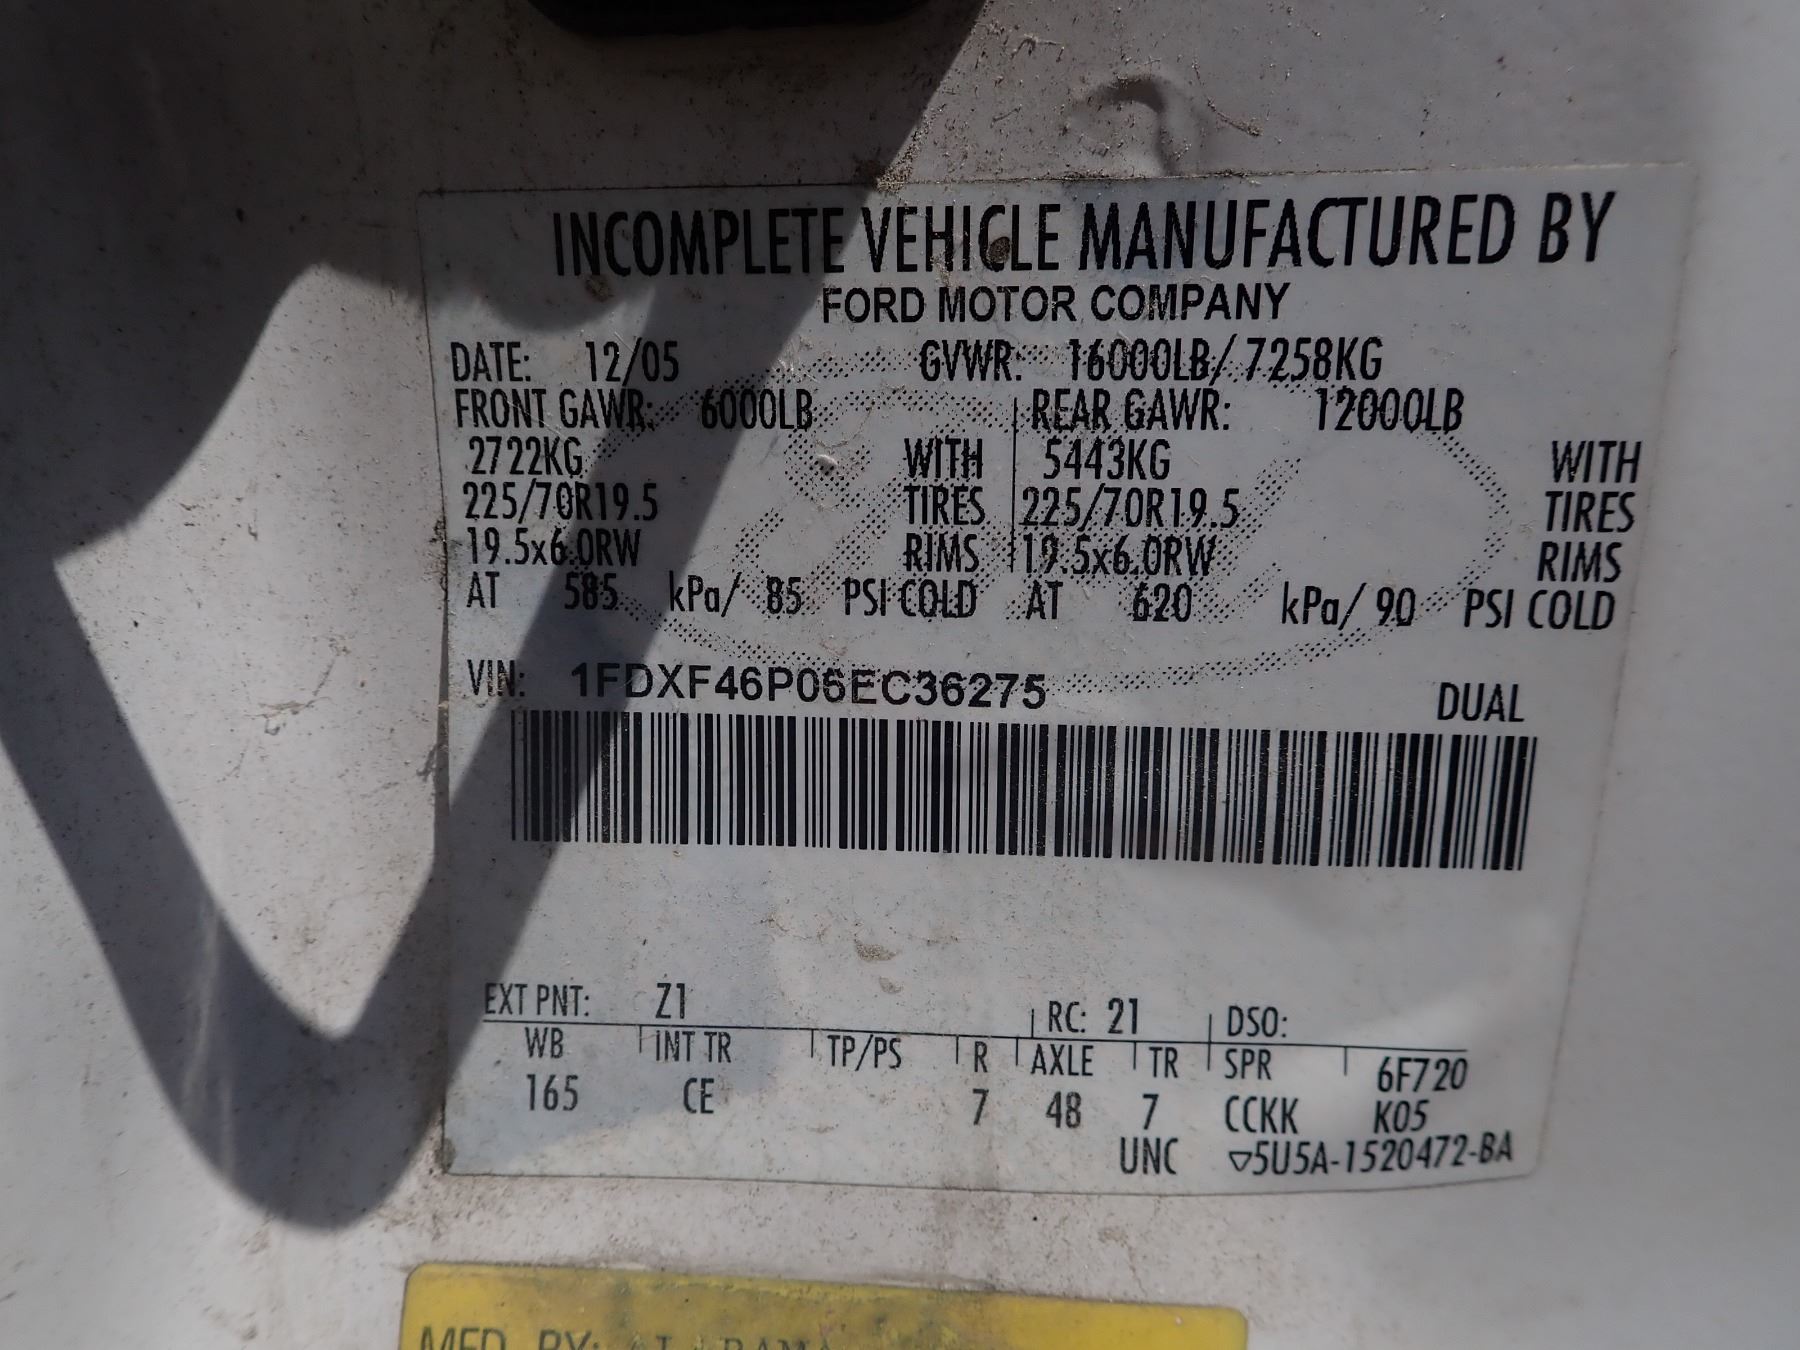 INCOMPLETE VEHICLE MANUFACTURED BY
FORD MOTOR COMPANY
DATE: 12/05 GVWR: 16000LB/ 7258KG
FRONT GAWR: 6000LB REAR GAWR: 12000LB
2722KG WITH 5443KG WITH
225/70R19.5 TIRES 225/70R19.5 TIRES
19.5x6.0RW RIMS 19.5x6.0RW RIMS
AT 585 kPa/ 85 PSI COLD AT 620 kPa/ 90 PSI COLD
VIN: 1FDXF46P06EC36275 DUAL
EXT PNT: Z1 RC: 21 DSO:
WB INT TR TP/PS R AXLE TR SPR 6F720
165 CE 7 48 7 CCKK K05
UNC ▽5U5A-1520472-BA
MFD. BY: ALABAMA